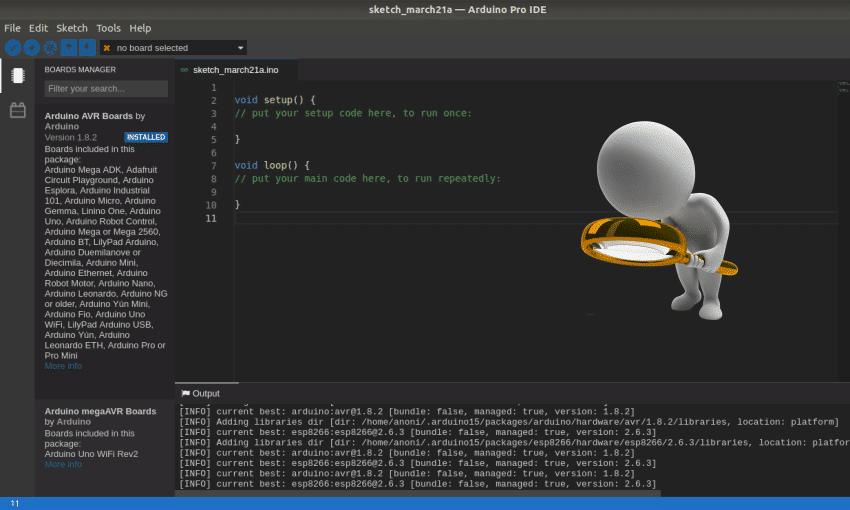 sketch_march21a — Arduino Pro IDE
File Edit Sketch Tools Help
no board selected
BOARDS MANAGER
Filter your search...
Arduino AVR Boards by
Arduino
Version 1.8.2 INSTALLED
Boards included in this
package:
Arduino Mega ADK, Adafruit
Circuit Playground, Arduino
Esplora, Arduino Industrial
101, Arduino Micro, Arduino
Gemma, Linino One, Arduino
Uno, Arduino Robot Control,
Arduino Mega or Mega 2560,
Arduino BT, LilyPad Arduino,
Arduino Duemilanove or
Diecimila, Arduino Mini,
Arduino Ethernet, Arduino
Robot Motor, Arduino Nano,
Arduino Leonardo, Arduino NG
or older, Arduino Yún Mini,
Arduino Fio, Arduino Uno
WiFi, LilyPad Arduino USB,
Arduino Yún, Arduino
Leonardo ETH, Arduino Pro or
Pro Mini
More info
Arduino megaAVR Boards
by Arduino
Boards included in this
package:
Arduino Uno WiFi Rev2
More info
sketch_march21a.ino
1
2 void setup() {
3 // put your setup code here, to run once:
4
5 }
6
7 void loop() {
8 // put your main code here, to run repeatedly:
9
10 }
11
Output
[INFO] current best: arduino:avr@1.8.2 [bundle: false, managed: true, version: 1.8.2]
[INFO] Adding libraries dir [dir: /home/anoni/.arduino15/packages/arduino/hardware/avr/1.8.2/libraries, location: platform]
[INFO] current best: esp8266:esp8266@2.6.3 [bundle: false, managed: true, version: 2.6.3]
[INFO] Adding libraries dir [dir: /home/anoni/.arduino15/packages/esp8266/hardware/esp8266/2.6.3/libraries, location: platfor
[INFO] current best: arduino:avr@1.8.2 [bundle: false, managed: true, version: 1.8.2]
[INFO] current best: esp8266:esp8266@2.6.3 [bundle: false, managed: true, version: 2.6.3]
[INFO] current best: arduino:avr@1.8.2 [bundle: false, managed: true, version: 1.8.2]
[INFO] current best: esp8266:esp8266@2.6.3 [bundle: false, managed: true, version: 2.6.3]
11